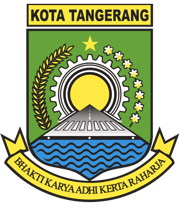 KOTA TANGERANG
BHAKTI KARYA ADHI KERTA RAHARJA